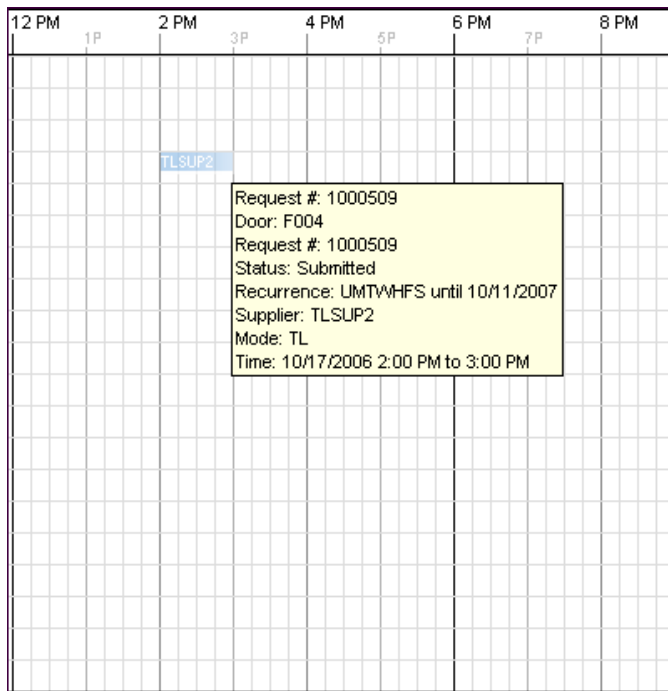 12 PM 2 PM 4 PM 6 PM 8 PM
1P 3P 5P 7P
TLSUP2
Request #: 1000509
Door: F004
Request #: 1000509
Status: Submitted
Recurrence: UMTWHFS until 10/11/2007
Supplier: TLSUP2
Mode: TL
Time: 10/17/2006 2:00 PM to 3:00 PM